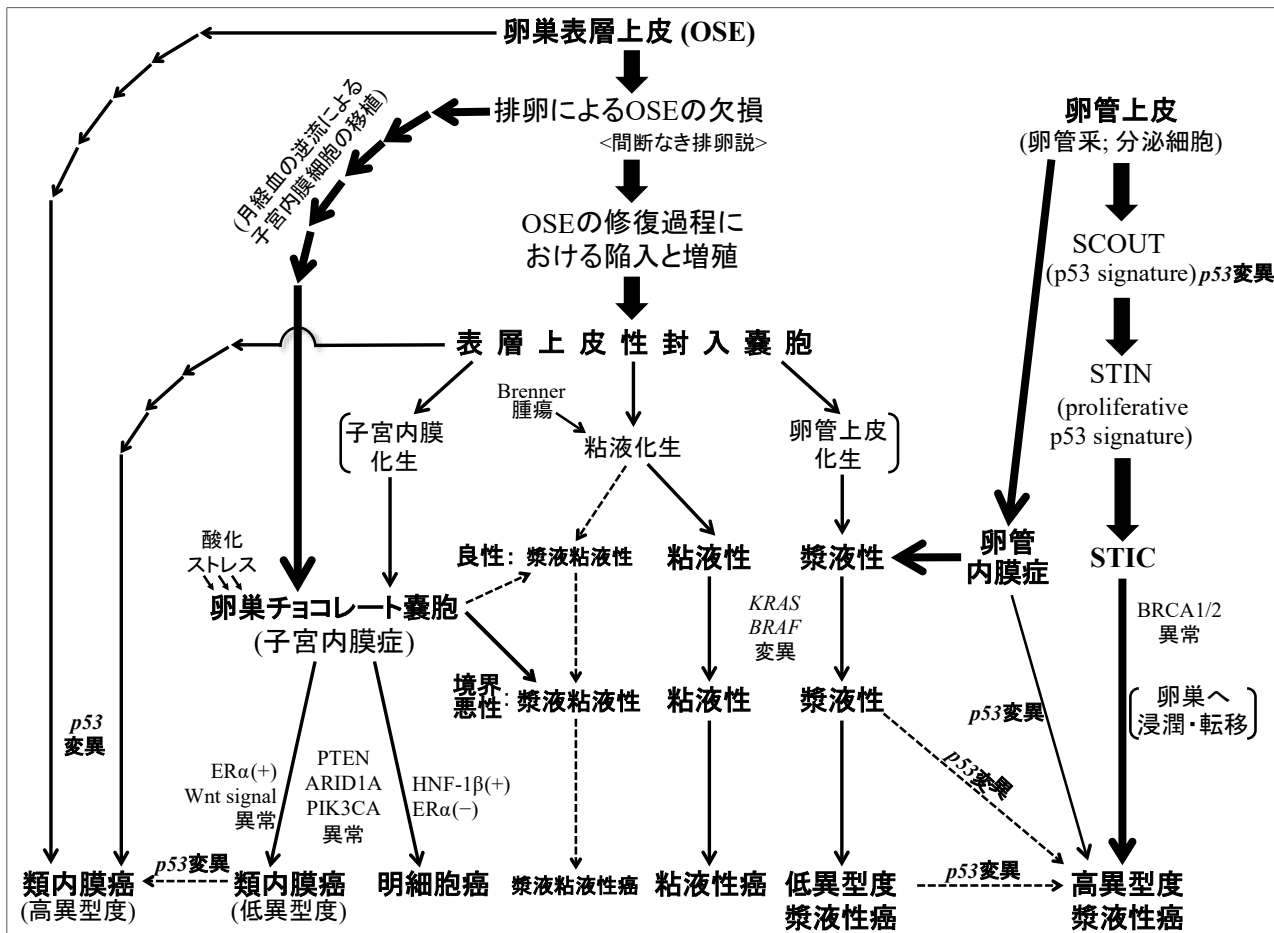 卵巣表層上皮 (OSE)
排卵によるOSEの欠損
<間断なき排卵説>
(月経血の逆流による
子宮内膜細胞の移植)
卵管上皮
(卵管采; 分泌細胞)
OSEの修復過程に
おける陥入と増殖
SCOUT
(p53 signature) p53変異
表 層 上 皮 性 封 入 嚢 胞
STIN
(proliferative
p53 signature)
Brenner
腫瘍
子宮内膜
化生
粘液化生
卵管上皮
化生
酸化
ストレス
良性: 漿液粘液性
粘液性
漿液性
卵管
内膜症
STIC
卵巣チョコレート嚢胞
(子宮内膜症)
KRAS
BRAF
変異
BRCA1/2
異常
境界
悪性: 漿液粘液性
粘液性
漿液性
p53変異
卵巣へ
浸潤・転移
p53
変異
ERα(+)
Wnt signal
異常
PTEN
ARID1A
PIK3CA
異常
HNF-1β(+)
ERα(−)
p53変異
類内膜癌
(高異型度)
p53変異
類内膜癌
(低異型度)
明細胞癌
漿液粘液性癌
粘液性癌
低異型度
漿液性癌
p53変異
高異型度
漿液性癌